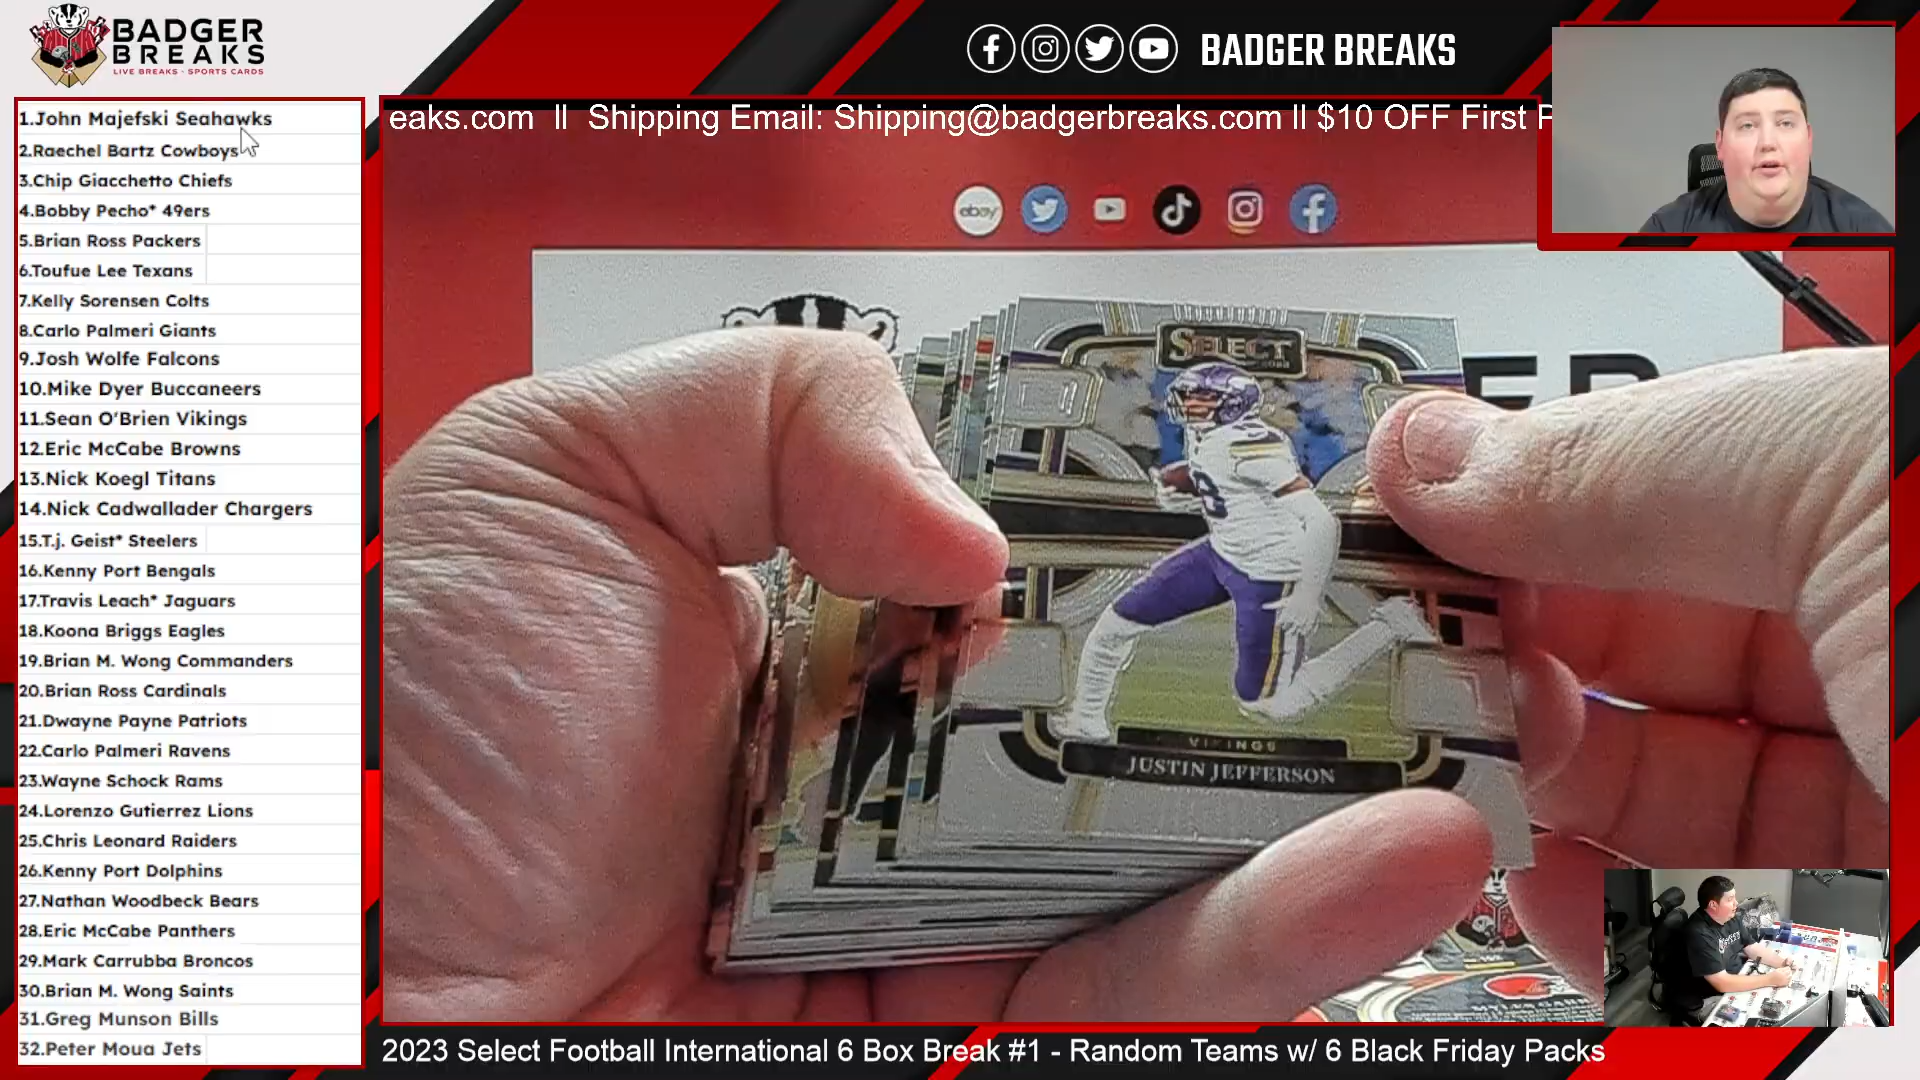 BADGER
BREAKS
LIVE BREAKS - SPORTS CARDS
BADGER BREAKS
eaks.com ll Shipping Email: Shipping@badgerbreaks.com ll $10 OFF First P
1.John Majefski Seahawks
2.Raechel Bartz Cowboys
3.Chip Giacchetto Chiefs
4.Bobby Pecho* 49ers
5.Brian Ross Packers
6.Toufue Lee Texans
7.Kelly Sorensen Colts
8.Carlo Palmeri Giants
9.Josh Wolfe Falcons
10.Mike Dyer Buccaneers
11.Sean O'Brien Vikings
12.Eric McCabe Browns
13.Nick Koegl Titans
14.Nick Cadwallader Chargers
15.T.j. Geist* Steelers
16.Kenny Port Bengals
17.Travis Leach* Jaguars
18.Koona Briggs Eagles
19.Brian M. Wong Commanders
20.Brian Ross Cardinals
21.Dwayne Payne Patriots
22.Carlo Palmeri Ravens
23.Wayne Schock Rams
24.Lorenzo Gutierrez Lions
25.Chris Leonard Raiders
26.Kenny Port Dolphins
27.Nathan Woodbeck Bears
28.Eric McCabe Panthers
29.Mark Carrubba Broncos
30.Brian M. Wong Saints
31.Greg Munson Bills
32.Peter Moua Jets
ebay
SELECT
VIKINGS
JUSTIN JEFFERSON
2023 Select Football International 6 Box Break #1 - Random Teams w/ 6 Black Friday Packs